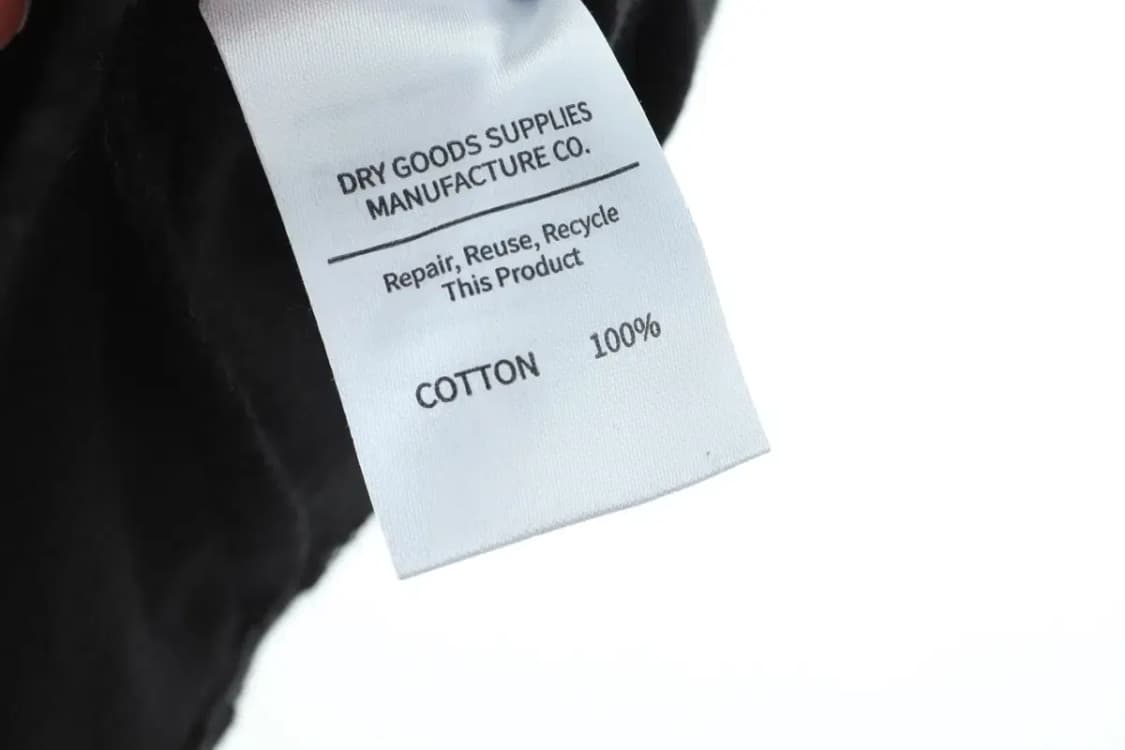 DRY GOODS SUPPLIES
MANUFACTURE CO.
Repair, Reuse, Recycle
This Product
COTTON 100%